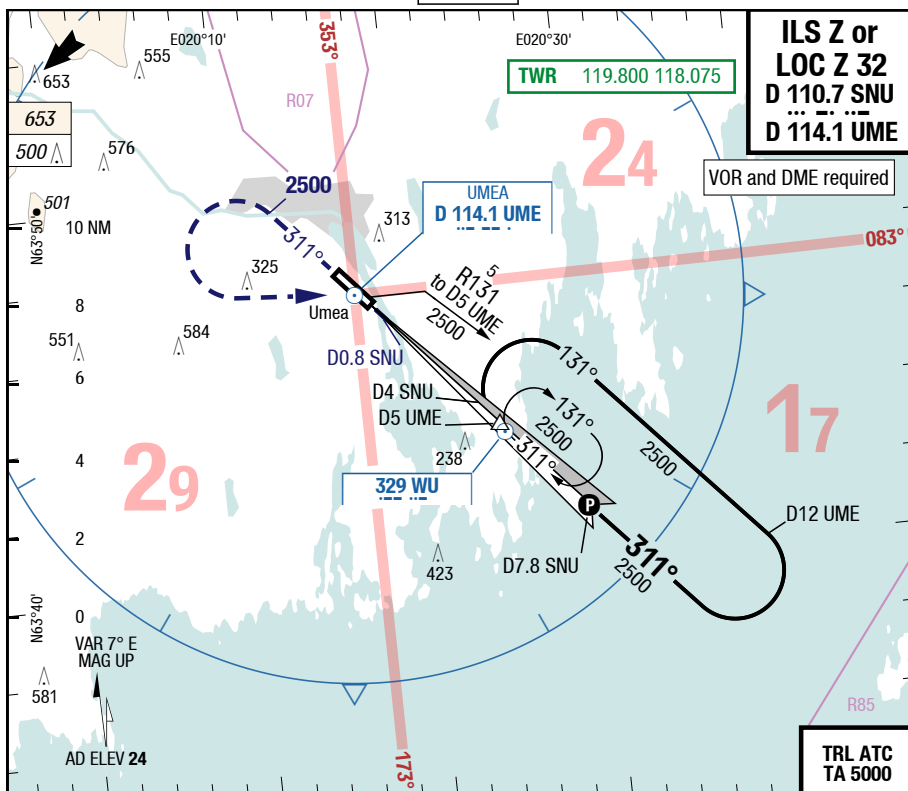 E020°10'
E020°30'
ILS Z or
LOC Z 32
D 110.7 SNU
D 114.1 UME
TWR 119.800 118.075
VOR and DME required
353°
R07
555
653
653
500
576
501
N63°50'
10 NM
2500
311°
UMEA
D 114.1 UME
313
24
083°
325
Umea
8
R131
5
to D5 UME
2500
551
584
D0.8 SNU
6
131°
D4 SNU
D5 UME
131°
2500
2500
17
4
29
238
311°
329 WU
P
D12 UME
2
423
D7.8 SNU
311°
2500
0
N63°40'
VAR 7° E
MAG UP
581
AD ELEV 24
173°
R85
TRL ATC
TA 5000